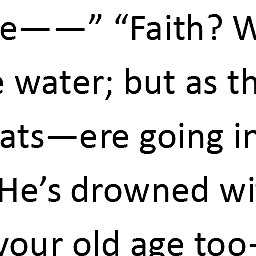 e——” “Faith? W
water; but as th
ats—ere going in
He’s drowned wi
your old age too-